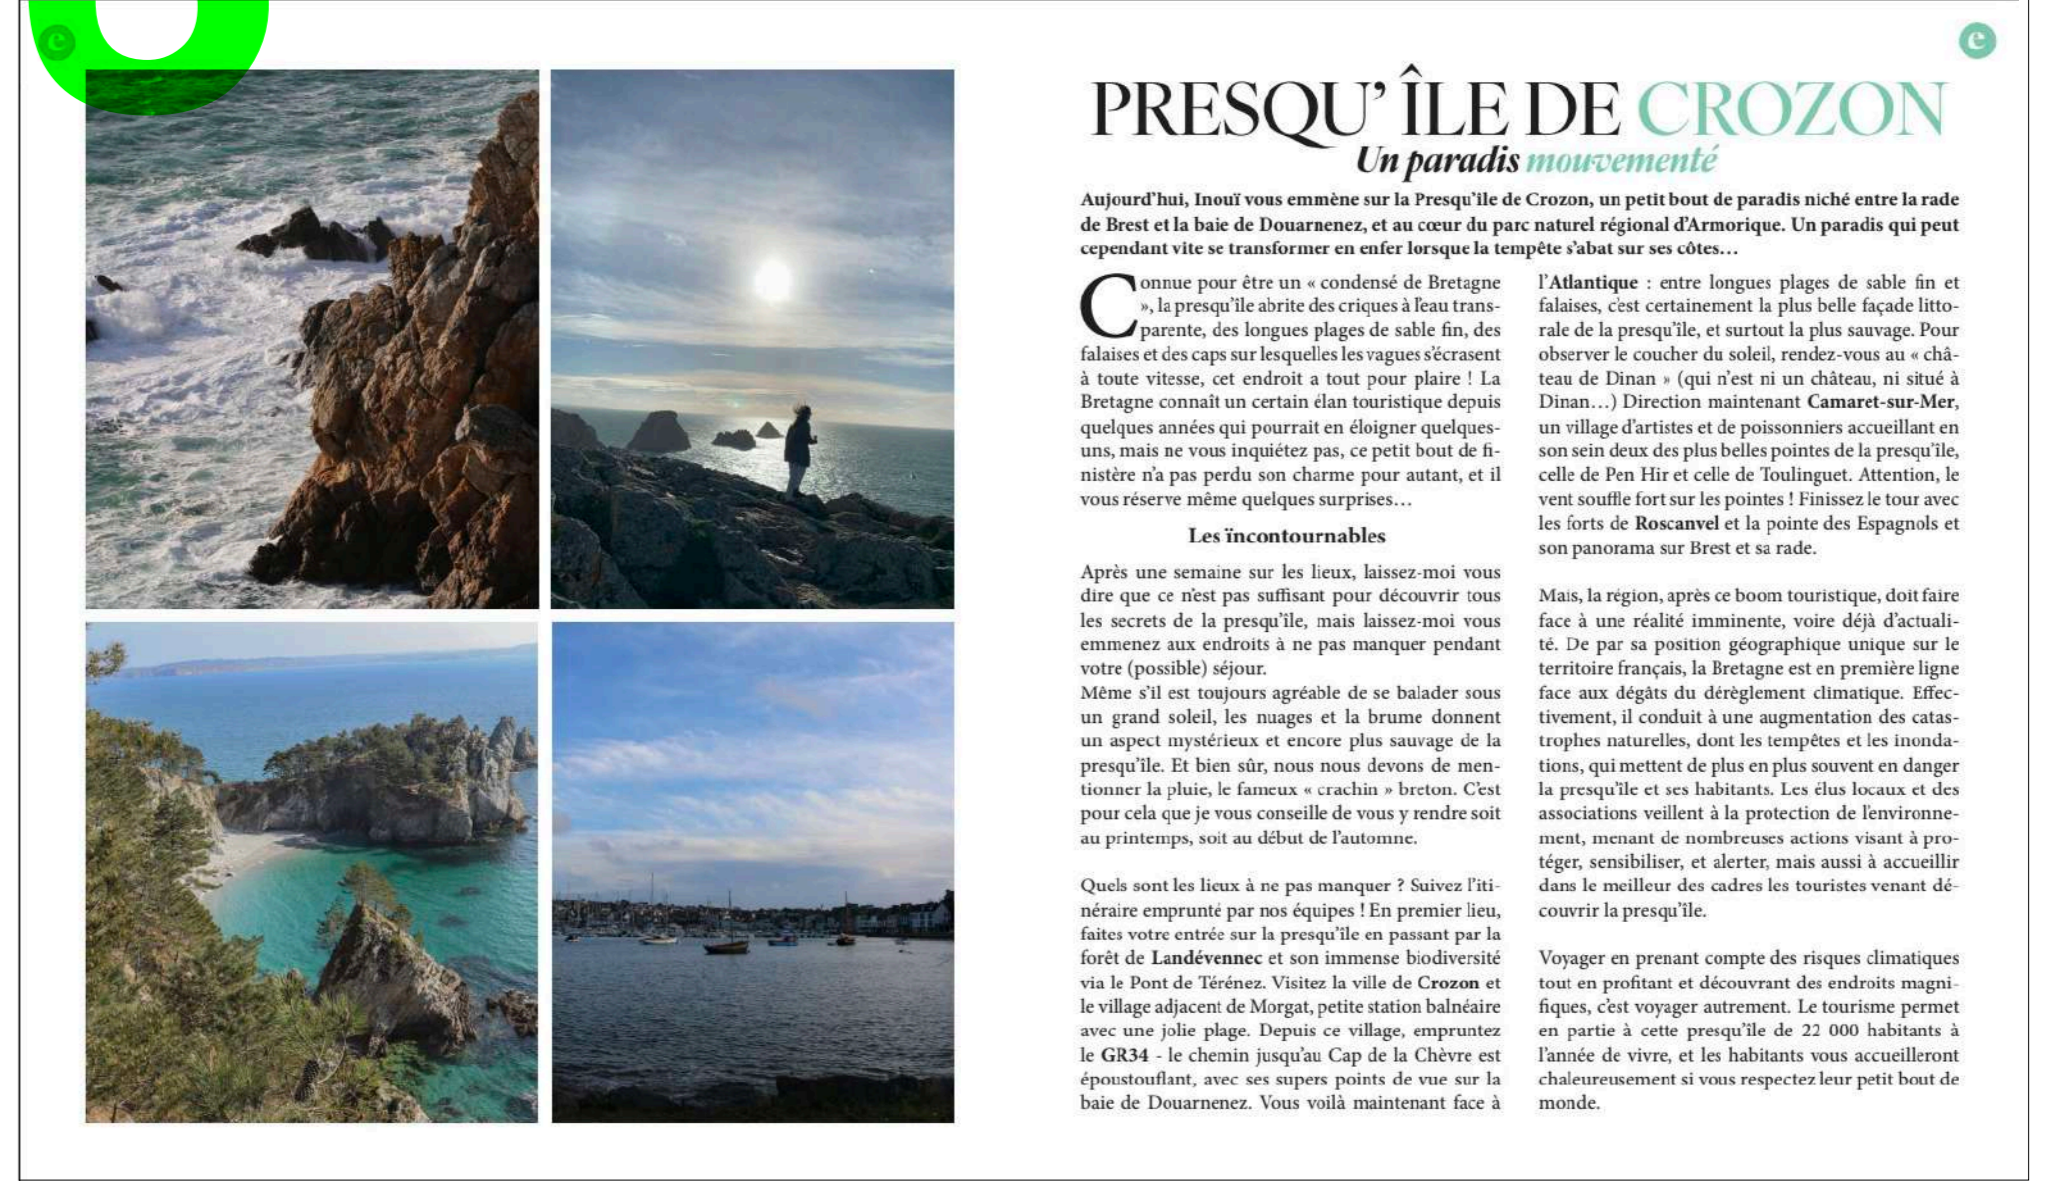 e
e
PRESQU’ ÎLE DE CROZON
Un paradis mouvementé
Aujourd’hui, Inouï vous emmène sur la Presqu’île de Crozon, un petit bout de paradis niché entre la rade
de Brest et la baie de Douarnenez, et au cœur du parc naturel régional d’Armorique. Un paradis qui peut
cependant vite se transformer en enfer lorsque la tempête s’abat sur ses côtes…
Connue pour être un « condensé de Bretagne
», la presqu’île abrite des criques à l’eau trans-
parente, des longues plages de sable fin, des
falaises et des caps sur lesquelles les vagues s’écrasent
à toute vitesse, cet endroit a tout pour plaire ! La
Bretagne connaît un certain élan touristique depuis
quelques années qui pourrait en éloigner quelques-
uns, mais ne vous inquiétez pas, ce petit bout de fi-
nistère n’a pas perdu son charme pour autant, et il
vous réserve même quelques surprises…
Les ïncontournables
Après une semaine sur les lieux, laissez-moi vous
dire que ce n’est pas suffisant pour découvrir tous
les secrets de la presqu’île, mais laissez-moi vous
emmenez aux endroits à ne pas manquer pendant
votre (possible) séjour.
Même s’il est toujours agréable de se balader sous
un grand soleil, les nuages et la brume donnent
un aspect mystérieux et encore plus sauvage de la
presqu’île. Et bien sûr, nous nous devons de men-
tionner la pluie, le fameux « crachin » breton. C’est
pour cela que je vous conseille de vous y rendre soit
au printemps, soit au début de l’automne.
Quels sont les lieux à ne pas manquer ? Suivez l’iti-
néraire emprunté par nos équipes ! En premier lieu,
faites votre entrée sur la presqu’île en passant par la
forêt de Landévennec et son immense biodiversité
via le Pont de Térénez. Visitez la ville de Crozon et
le village adjacent de Morgat, petite station balnéaire
avec une jolie plage. Depuis ce village, empruntez
le GR34 - le chemin jusqu’au Cap de la Chèvre est
époustouflant, avec ses supers points de vue sur la
baie de Douarnenez. Vous voilà maintenant face à
l’Atlantique : entre longues plages de sable fin et
falaises, c’est certainement la plus belle façade litto-
rale de la presqu’île, et surtout la plus sauvage. Pour
observer le coucher du soleil, rendez-vous au « châ-
teau de Dinan » (qui n’est ni un château, ni situé à
Dinan…) Direction maintenant Camaret-sur-Mer,
un village d’artistes et de poissonniers accueillant en
son sein deux des plus belles pointes de la presqu’île,
celle de Pen Hir et celle de Toulinguet. Attention, le
vent souffle fort sur les pointes ! Finissez le tour avec
les forts de Roscanvel et la pointe des Espagnols et
son panorama sur Brest et sa rade.
Mais, la région, après ce boom touristique, doit faire
face à une réalité imminente, voire déjà d’actuali-
té. De par sa position géographique unique sur le
territoire français, la Bretagne est en première ligne
face aux dégâts du dérèglement climatique. Effec-
tivement, il conduit à une augmentation des catas-
trophes naturelles, dont les tempêtes et les inonda-
tions, qui mettent de plus en plus souvent en danger
la presqu’île et ses habitants. Les élus locaux et des
associations veillent à la protection de l’environne-
ment, menant de nombreuses actions visant à pro-
téger, sensibiliser, et alerter, mais aussi à accueillir
dans le meilleur des cadres les touristes venant dé-
couvrir la presqu’île.
Voyager en prenant compte des risques climatiques
tout en profitant et découvrant des endroits magni-
fiques, c’est voyager autrement. Le tourisme permet
en partie à cette presqu’île de 22 000 habitants à
l’année de vivre, et les habitants vous accueilleront
chaleureusement si vous respectez leur petit bout de
monde.